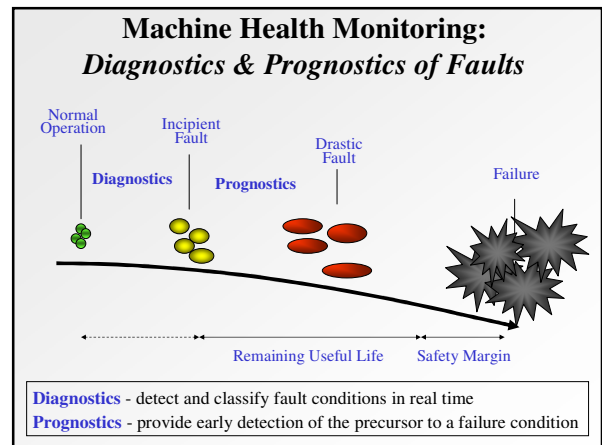 Machine Health Monitoring:
Diagnostics & Prognostics of Faults
Normal
Operation
Incipient
Fault
Drastic
Fault
Failure
Diagnostics
Prognostics
Remaining Useful Life
Safety Margin
Diagnostics - detect and classify fault conditions in real time
Prognostics - provide early detection of the precursor to a failure condition